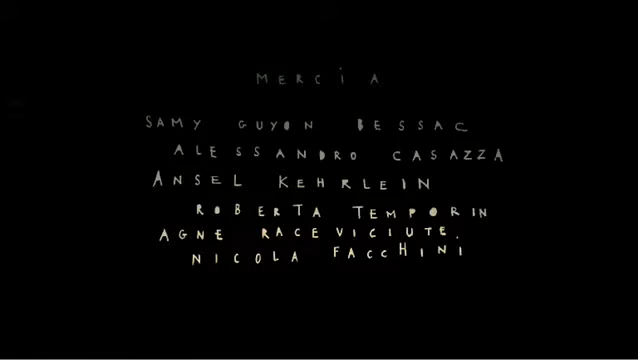 MERCi A
SAMY GUYON BESSAC
ALESSANDRO CASAZZA
ANSEL KEHRLEIN
ROBERTA TEMPORIN
AGNE RACEVICIUTE.
NICOLA FACCHINI